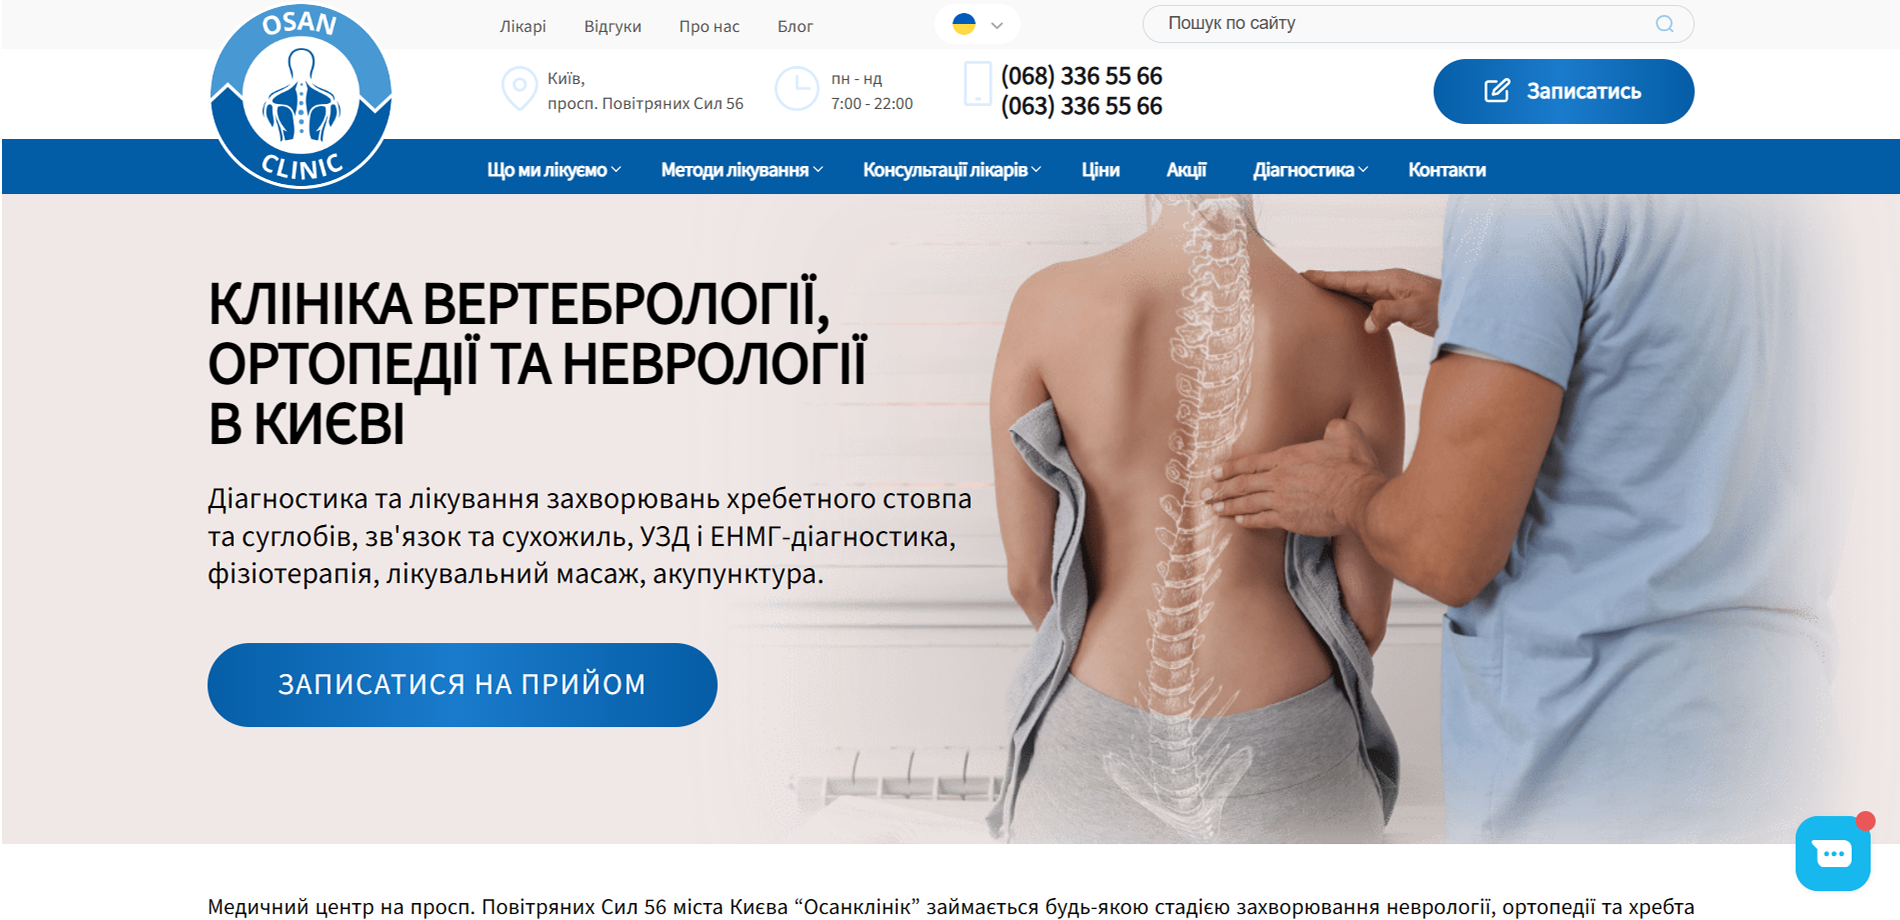 OSAN
CLINIC
Лікарі Відгуки Про нас Блог
Пошук по сайту
Київ,
просп. Повітряних Сил 56
пн - нд
7:00 - 22:00
(068) 336 55 66
(063) 336 55 66
Записатись
Що ми лікуємо Методи лікування Консультації лікарів Ціни Акції Діагностика Контакти
КЛІНІКА ВЕРТЕБРОЛОГІЇ,
ОРТОПЕДІЇ ТА НЕВРОЛОГІЇ
В КИЄВІ
Діагностика та лікування захворювань хребетного стовпа
та суглобів, зв'язок та сухожиль, УЗД і ЕНМГ-діагностика,
фізіотерапія, лікувальний масаж, акупунктура.
ЗАПИСАТИСЯ НА ПРИЙОМ
Медичний центр на просп. Повітряних Сил 56 міста Києва “Осанклінік” займається будь-якою стадією захворювання неврології, ортопедії та хребта